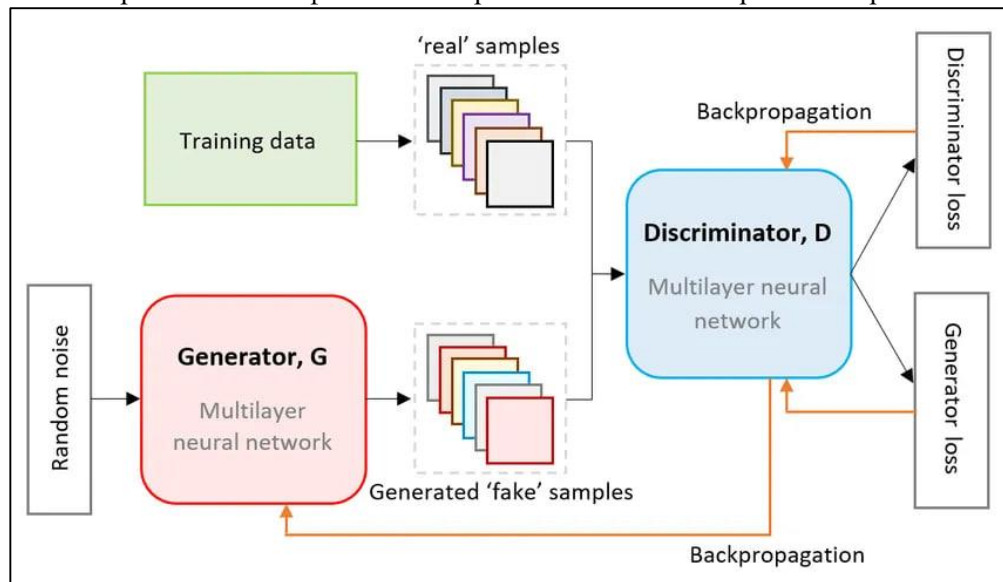 ‘real’ samples
Training data
Backpropagation
Discriminator loss
Discriminator, D
Multilayer neural
network
Random noise
Generator, G
Multilayer
neural network
Generated ‘fake’ samples
Generator loss
Backpropagation